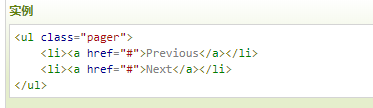 实例
<ul class="pager">
    <li><a href="#">Previous</a></li>
    <li><a href="#">Next</a></li>
</ul>